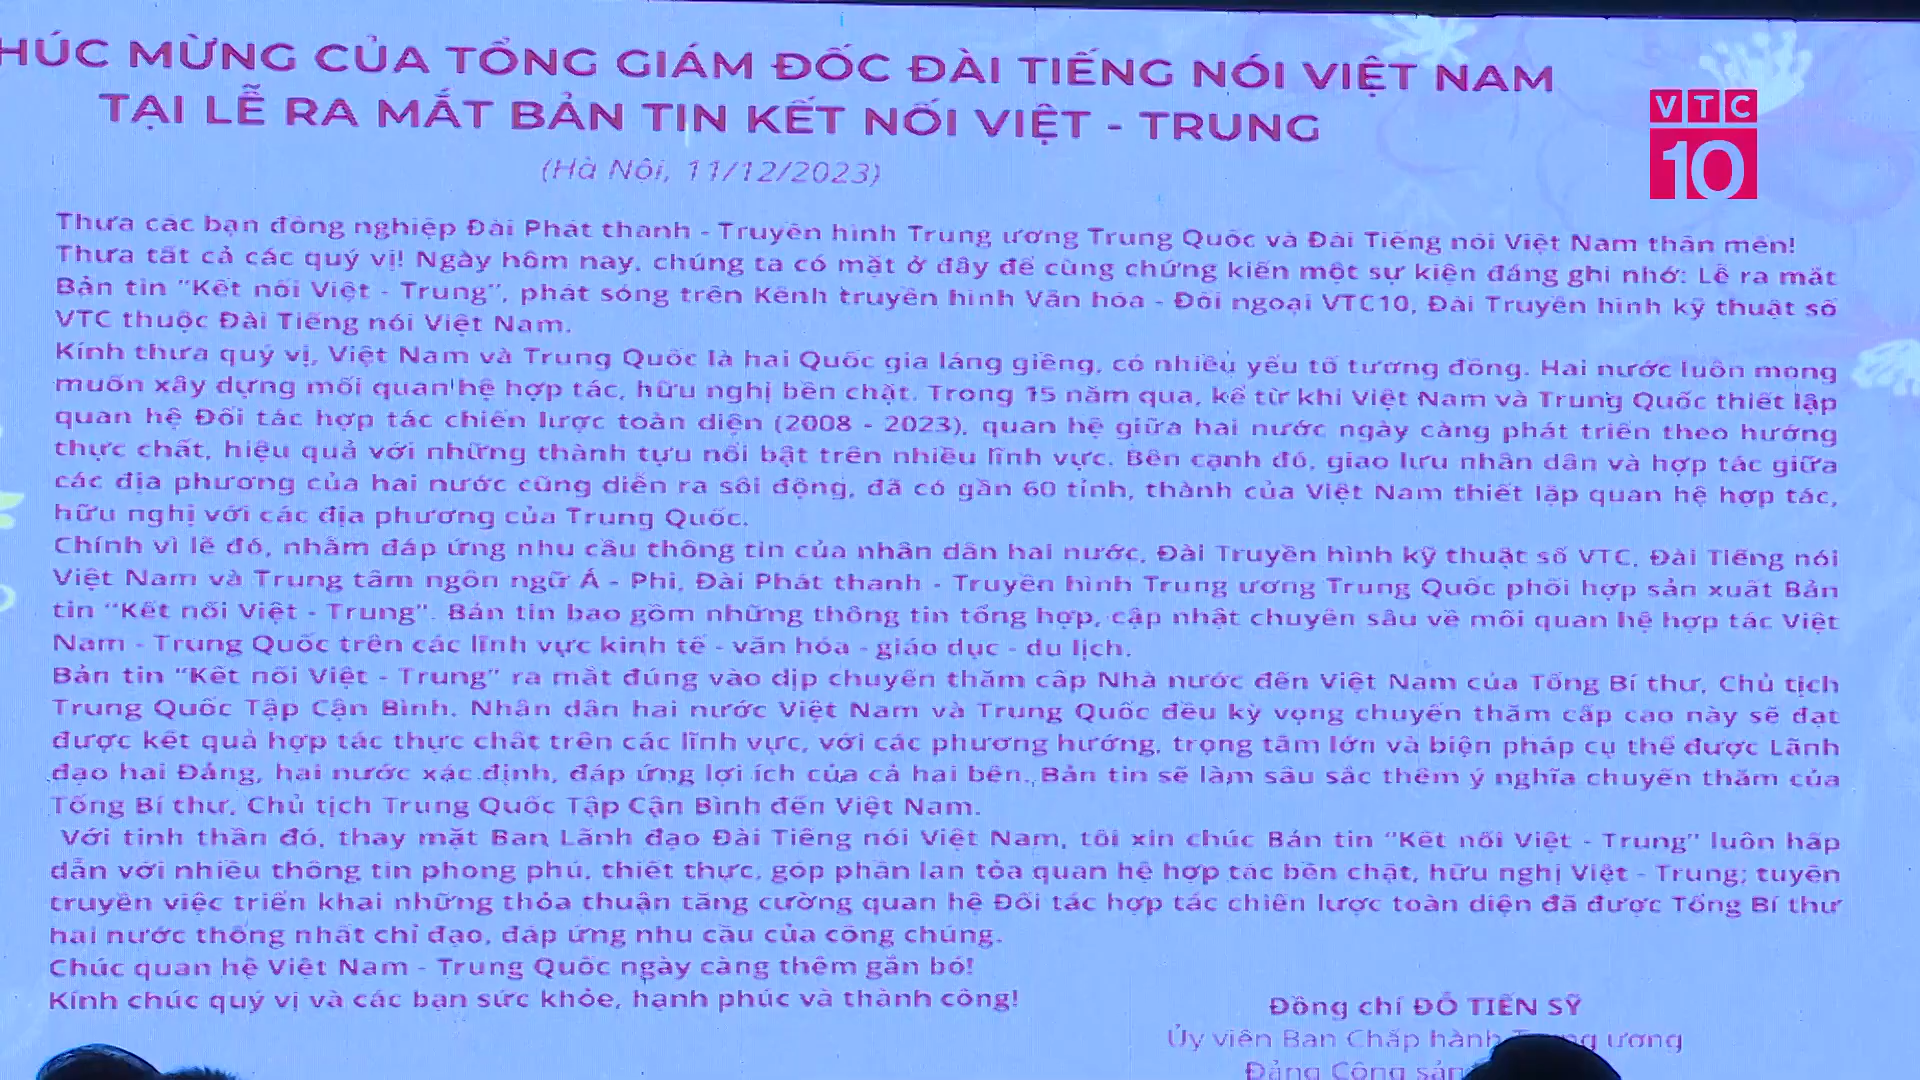 HÚC MỪNG CỦA TỔNG GIÁM ĐỐC ĐÀI TIẾNG NÓI VIỆT NAM
TẠI LỄ RA MẮT BẢN TIN KẾT NỐI VIỆT - TRUNG
VTC
10
(Hà Nội, 11/12/2023)
Thưa các bạn đồng nghiệp Đài Phát thanh - Truyền hình Trung ương Trung Quốc và Đài Tiếng nói Việt Nam thân mến!
Thưa tất cả các quý vị! Ngày hôm nay, chúng ta có mặt ở đây để cùng chứng kiến một sự kiện đáng ghi nhớ: Lễ ra mắt
Bản tin "Kết nối Việt - Trung", phát sóng trên Kênh truyền hình Văn hóa - Đối ngoại VTC10, Đài Truyền hình kỹ thuật số
VTC thuộc Đài Tiếng nói Việt Nam.
Kính thưa quý vị, Việt Nam và Trung Quốc là hai Quốc gia láng giềng, có nhiều yếu tố tương đồng. Hai nước luôn mong
muốn xây dựng mối quan hệ hợp tác, hữu nghị bền chặt. Trong 15 năm qua, kể từ khi Việt Nam và Trung Quốc thiết lập
quan hệ Đối tác hợp tác chiến lược toàn diện (2008 - 2023), quan hệ giữa hai nước ngày càng phát triển theo hướng
thực chất, hiệu quả với những thành tựu nổi bật trên nhiều lĩnh vực. Bên cạnh đó, giao lưu nhân dân và hợp tác giữa
các địa phương của hai nước cũng diễn ra sôi động, đã có gần 60 tỉnh, thành của Việt Nam thiết lập quan hệ hợp tác,
hữu nghị với các địa phương của Trung Quốc.
Chính vì lẽ đó, nhằm đáp ứng nhu cầu thông tin của nhân dân hai nước, Đài Truyền hình kỹ thuật số VTC, Đài Tiếng nói
Việt Nam và Trung tâm ngôn ngữ Á - Phi, Đài Phát thanh - Truyền hình Trung ương Trung Quốc phối hợp sản xuất Bản
tin "Kết nối Việt - Trung". Bản tin bao gồm những thông tin tổng hợp, cập nhật chuyên sâu về mối quan hệ hợp tác Việt
Nam - Trung Quốc trên các lĩnh vực kinh tế - văn hóa - giáo dục - du lịch.
Bản tin "Kết nối Việt - Trung" ra mắt đúng vào dịp chuyến thăm cấp Nhà nước đến Việt Nam của Tổng Bí thư, Chủ tịch
Trung Quốc Tập Cận Bình. Nhân dân hai nước Việt Nam và Trung Quốc đều kỳ vọng chuyến thăm cấp cao này sẽ đạt
được kết quả hợp tác thực chất trên các lĩnh vực, với các phương hướng, trọng tâm lớn và biện pháp cụ thể được Lãnh
đạo hai Đảng, hai nước xác định, đáp ứng lợi ích của cả hai bên. Bản tin sẽ làm sâu sắc thêm ý nghĩa chuyến thăm của
Tổng Bí thư, Chủ tịch Trung Quốc Tập Cận Bình đến Việt Nam.
Với tinh thần đó, thay mặt Ban Lãnh đạo Đài Tiếng nói Việt Nam, tôi xin chúc Bản tin "Kết nối Việt - Trung" luôn hấp
dẫn với nhiều thông tin phong phú, thiết thực, góp phần lan tỏa quan hệ hợp tác bền chặt, hữu nghị Việt - Trung; tuyên
truyền việc triển khai những thỏa thuận tăng cường quan hệ Đối tác hợp tác chiến lược toàn diện đã được Tổng Bí thư
hai nước thống nhất chỉ đạo, đáp ứng nhu cầu của công chúng.
Chúc quan hệ Việt Nam - Trung Quốc ngày càng thêm gắn bó!
Kính chúc quý vị và các bạn sức khỏe, hạnh phúc và thành công!
Đồng chí ĐỖ TIẾN SỸ
Ủy viên Ban Chấp hành ương
Đảng Cộng sản